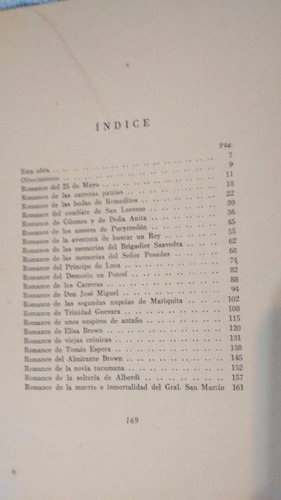 ÍNDICE
Pág.
Esta obra 7
Ofrecimiento 9
Romance del 25 de Mayo 11
Romance de las carretas patrias 18
Romance de las bodas de Remeditos 22
Romance del combate de San Lorenzo 30
Romance de Güemes y de Doña Anita 36
Romance de los amores de Pueyrredón 45
Romance de la aventura de buscar un Rey 55
Romance de las memorias del Brigadier Saavedra 62
Romance de las memorias del Señor Posadas 68
Romance del Príncipe de Luca 74
Romance del Demonio en Potosí 82
Romance de los Carreras 88
Romance de Don José Miguel 94
Romance de las segundas nupcias de Mariquita 102
Romance de Trinidad Guevara 108
Romance de unos suspiros de antaño 115
Romance de Elisa Brown 120
Romance de viejas crónicas 131
Romance de Tomás Espora 138
Romance del Almirante Brown 145
Romance de la novia tucumana 152
Romance de la soltería de Alberdi 157
Romance de la muerte e inmortalidad del Gral. San Martín 161
169